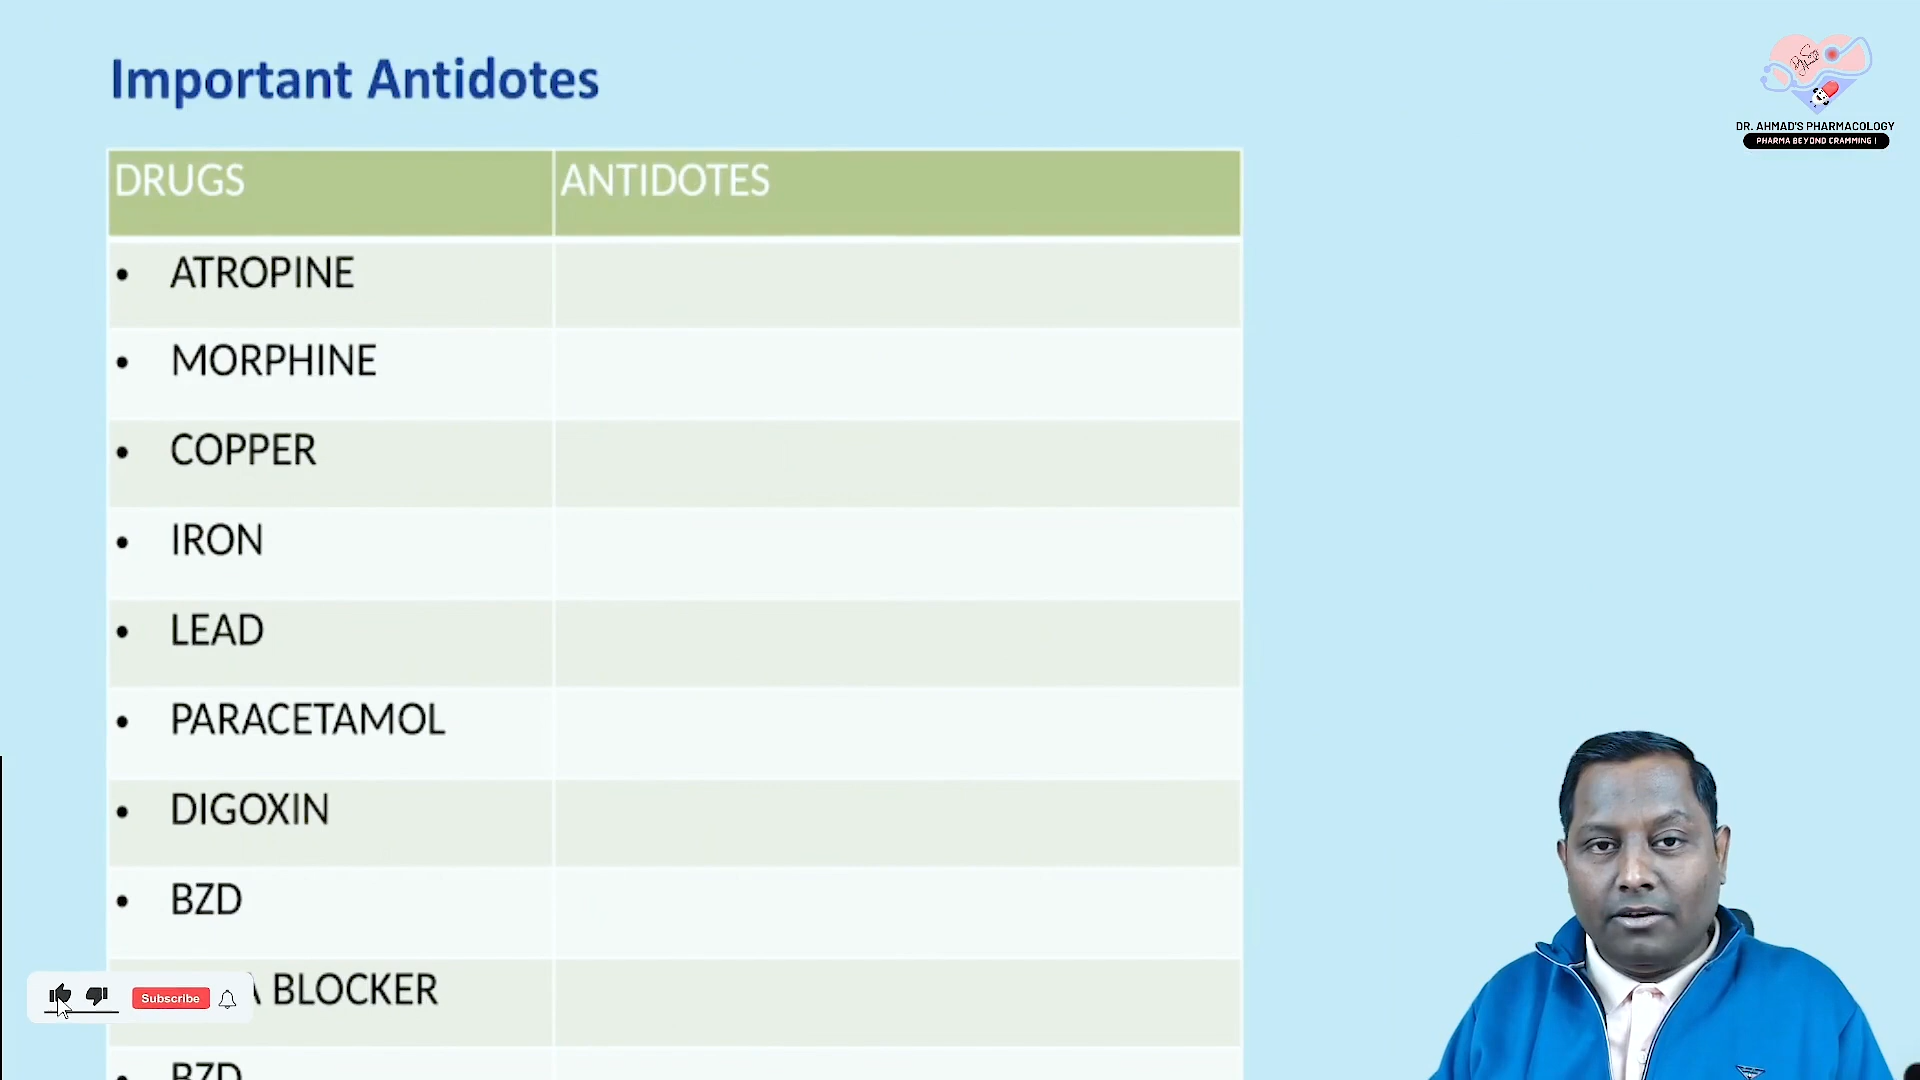 Important Antidotes
DR. AHMAD'S PHARMACOLOGY
PHARMA BEYOND CRAMMING !
DRUGS ANTIDOTES
• ATROPINE
• MORPHINE
• COPPER
• IRON
• LEAD
• PARACETAMOL
• DIGOXIN
• BZD
BLOCKER
Subscribe
• BZD